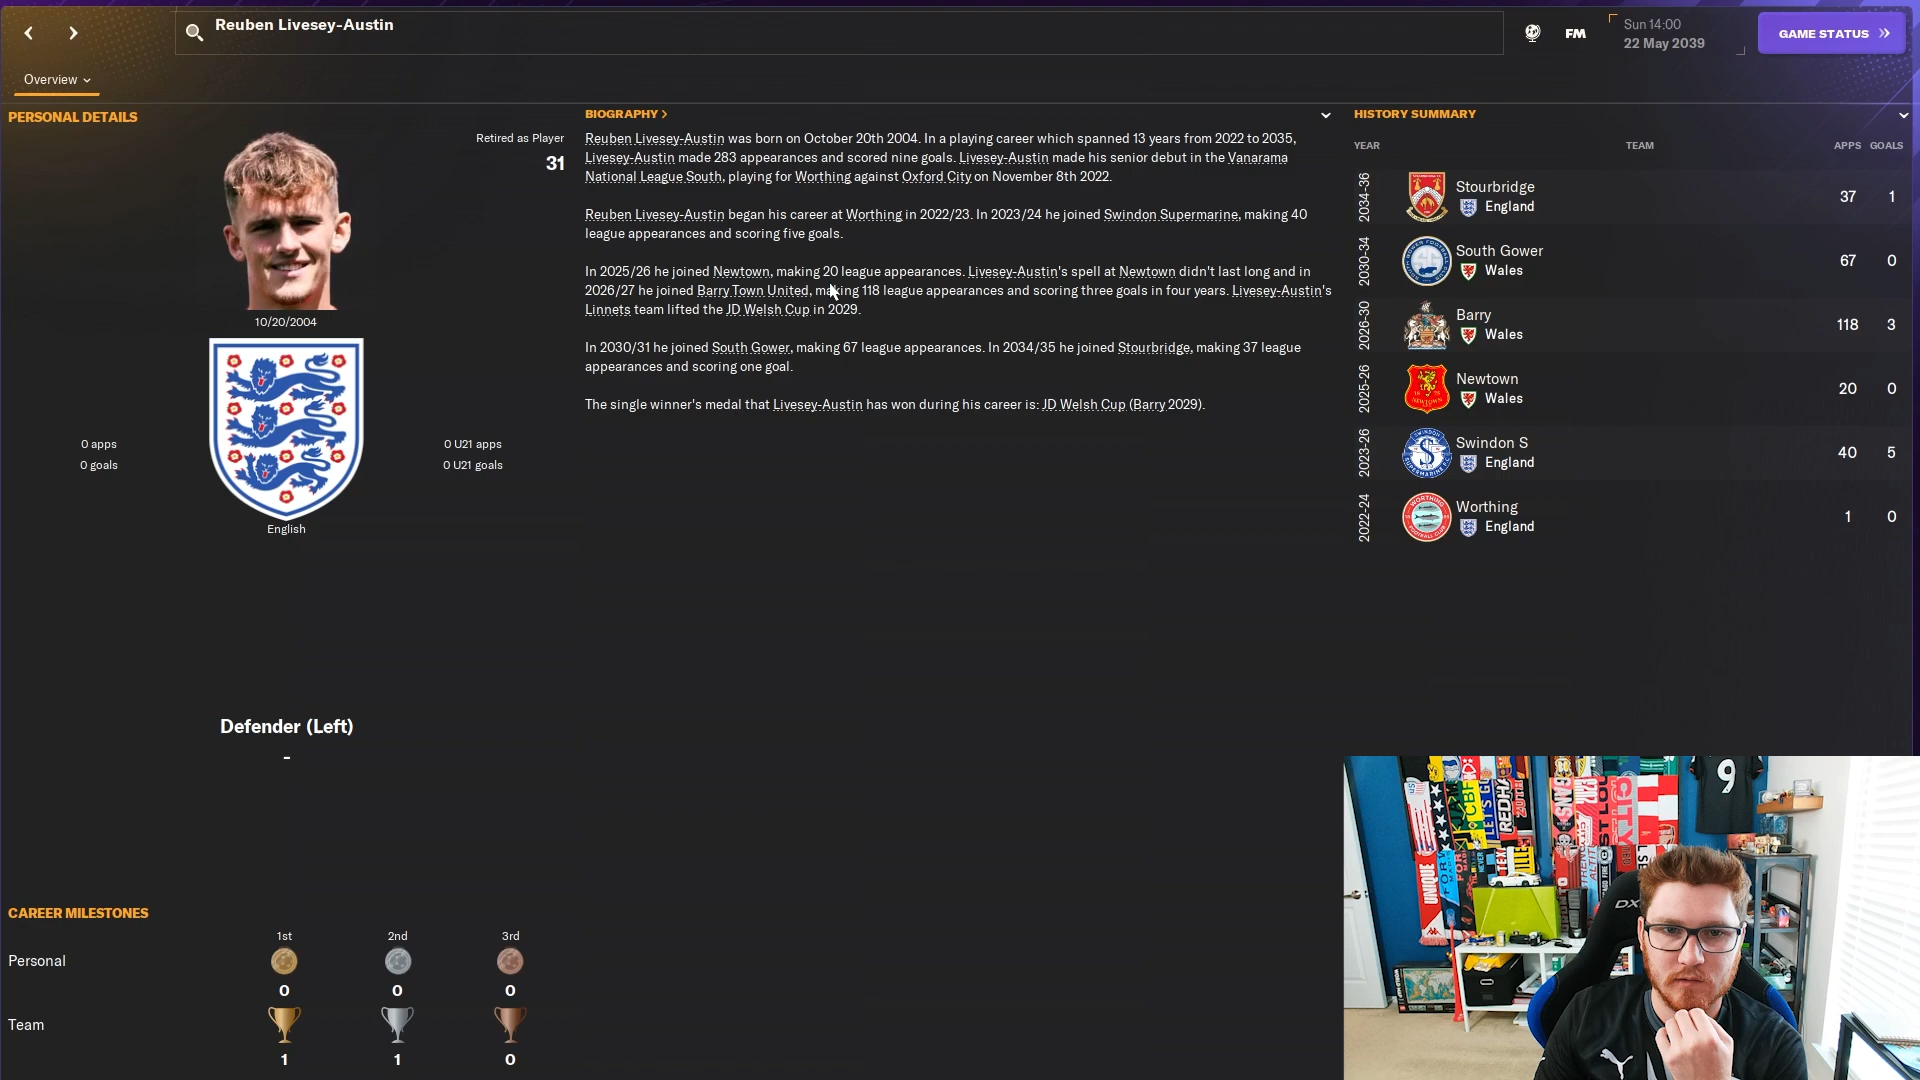 Reuben Livesey-Austin
FM
Sun 14:00
22 May 2039
GAME STATUS
Overview
PERSONAL DETAILS
Retired as Player
31
10/20/2004
0 apps
0 goals
0 U21 apps
0 U21 goals
English
Defender (Left)
-
CAREER MILESTONES
1st 2nd 3rd
Personal
0 0 0
Team
1 1 0
BIOGRAPHY >
Reuben Livesey-Austin was born on October 20th 2004. In a playing career which spanned 13 years from 2022 to 2035,
Livesey-Austin made 283 appearances and scored nine goals. Livesey-Austin made his senior debut in the Vanarama
National League South, playing for Worthing against Oxford City on November 8th 2022.
Reuben Livesey-Austin began his career at Worthing in 2022/23. In 2023/24 he joined Swindon Supermarine, making 40
league appearances and scoring five goals.
In 2025/26 he joined Newtown, making 20 league appearances. Livesey-Austin's spell at Newtown didn't last long and in
2026/27 he joined Barry Town United, making 118 league appearances and scoring three goals in four years. Livesey-Austin's
Linnets team lifted the JD Welsh Cup in 2029.
In 2030/31 he joined South Gower, making 67 league appearances. In 2034/35 he joined Stourbridge, making 37 league
appearances and scoring one goal.
The single winner's medal that Livesey-Austin has won during his career is: JD Welsh Cup (Barry 2029).
HISTORY SUMMARY
YEAR TEAM APPS GOALS
2034-36 Stourbridge England 37 1
2030-34 South Gower Wales 67 0
2026-30 Barry Wales 118 3
2025-26 Newtown Wales 20 0
2023-26 Swindon S England 40 5
2022-24 Worthing England 1 0
9
CBF
LET'S G
REDHA
CITY
UNIQUE
DX